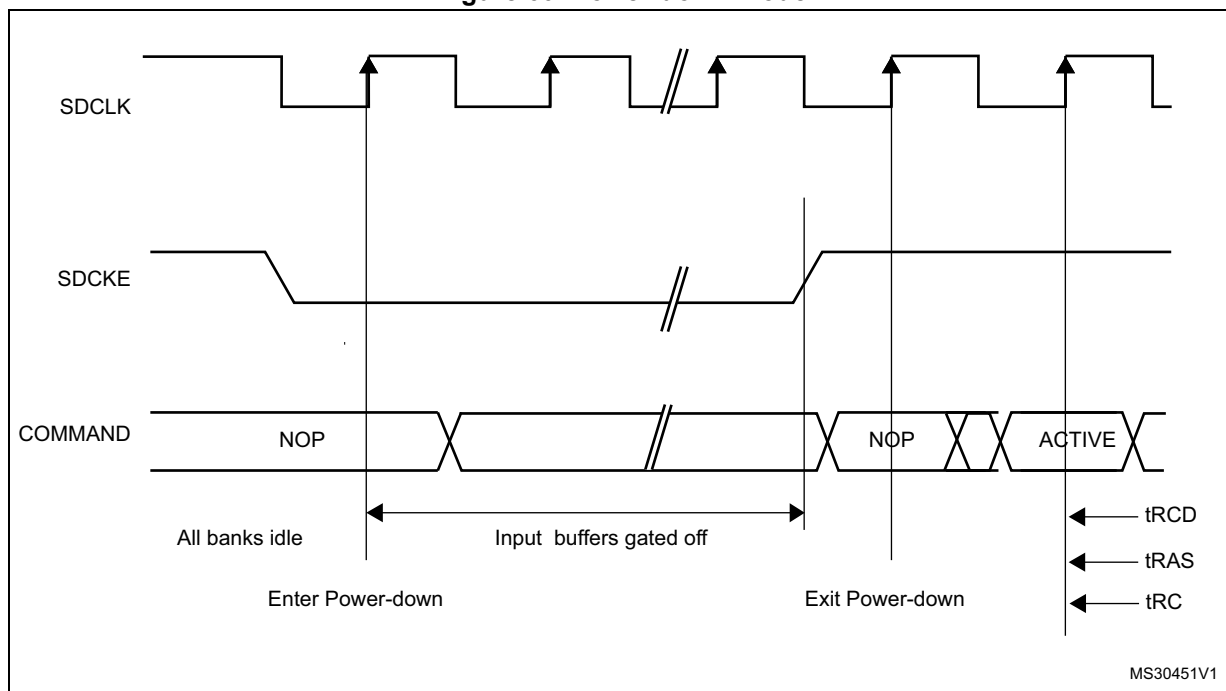 SDCLK
SDCKE
COMMAND
NOP
NOP
ACTIVE
All banks idle
Input buffers gated off
tRCD
tRAS
Enter Power-down
Exit Power-down
tRC
MS30451V1